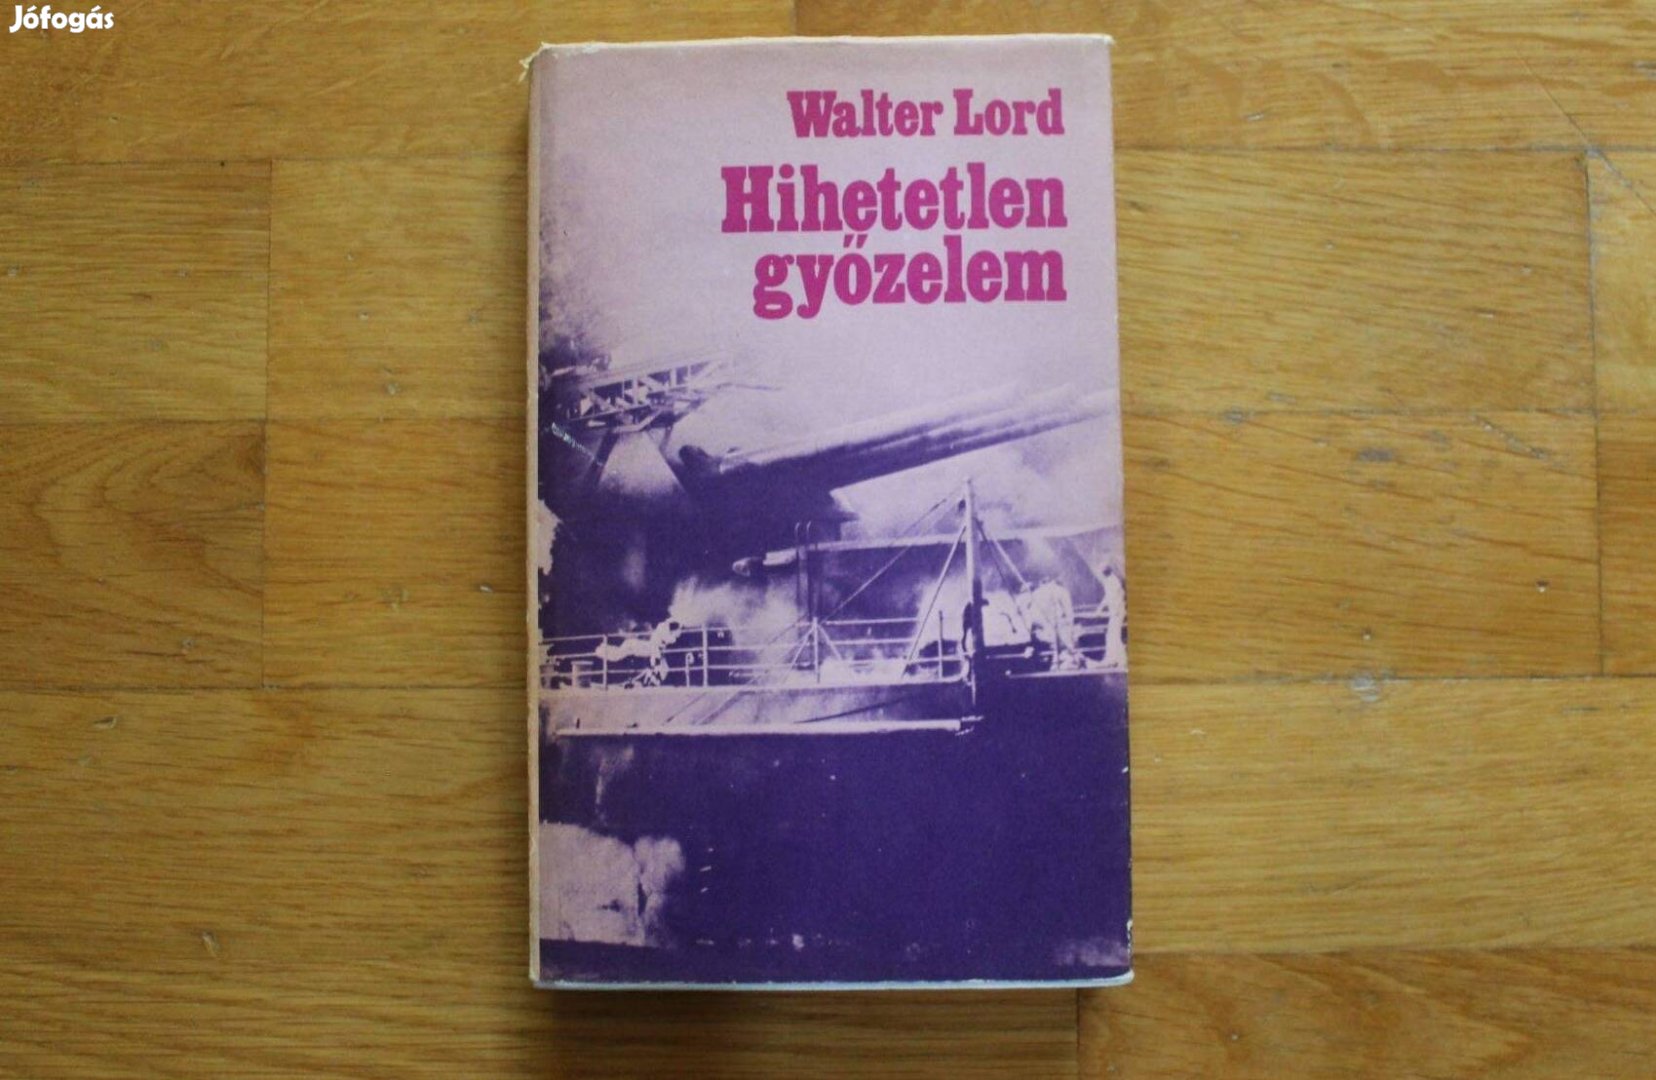 Jófogás
Walter Lord
Hihetetlen
győzelem